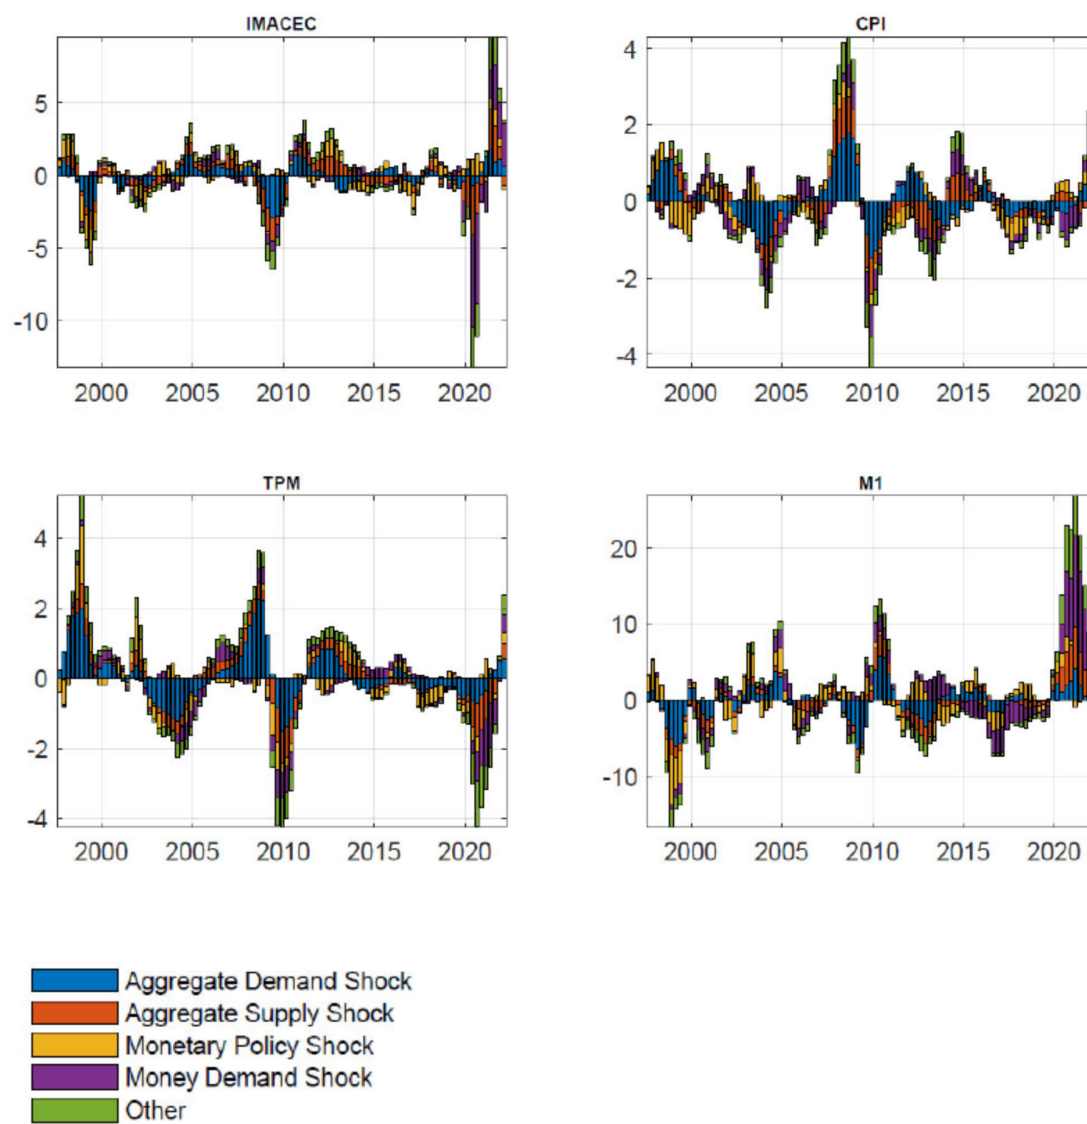 IMACEC
5
0
-5
-10
2000 2005 2010 2015 2020
CPI
4
2
0
-2
-4
2000 2005 2010 2015 2020
TPM
4
2
0
-2
-4
2000 2005 2010 2015 2020
M1
20
10
0
-10
2000 2005 2010 2015 2020
Aggregate Demand Shock
Aggregate Supply Shock
Monetary Policy Shock
Money Demand Shock
Other